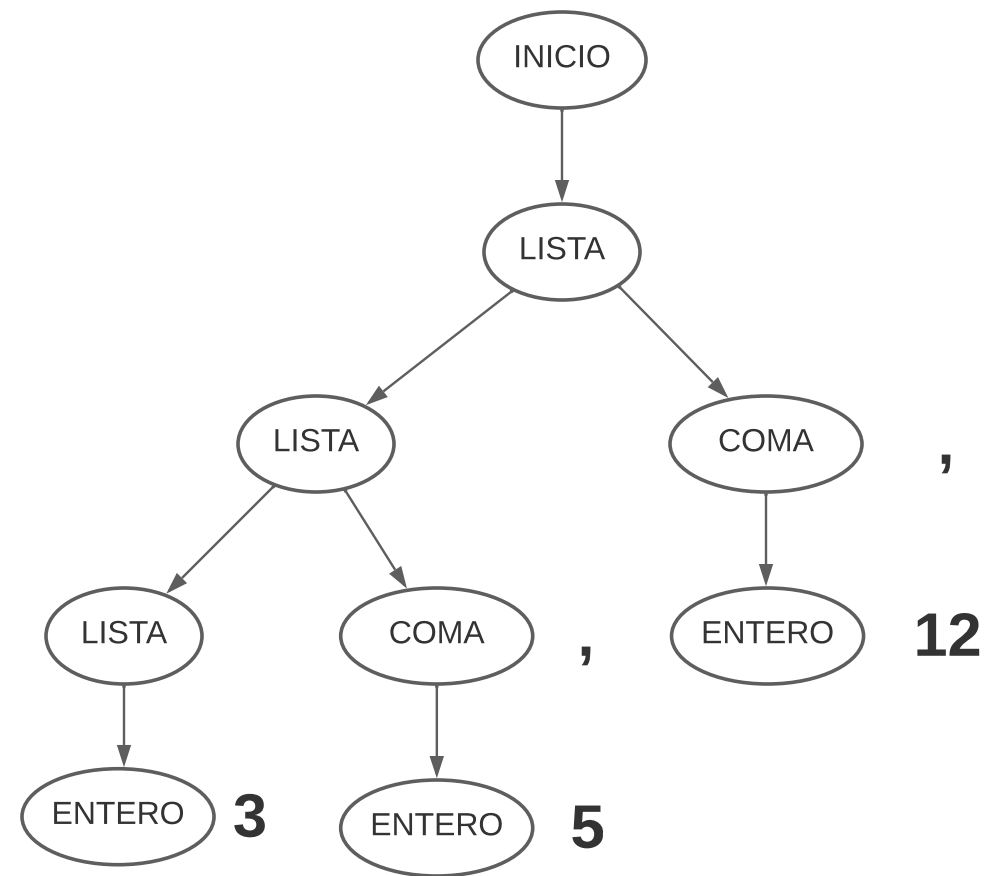 INICIO
LISTA
LISTA
COMA
,
LISTA
COMA
,
ENTERO
12
ENTERO
3
ENTERO
5